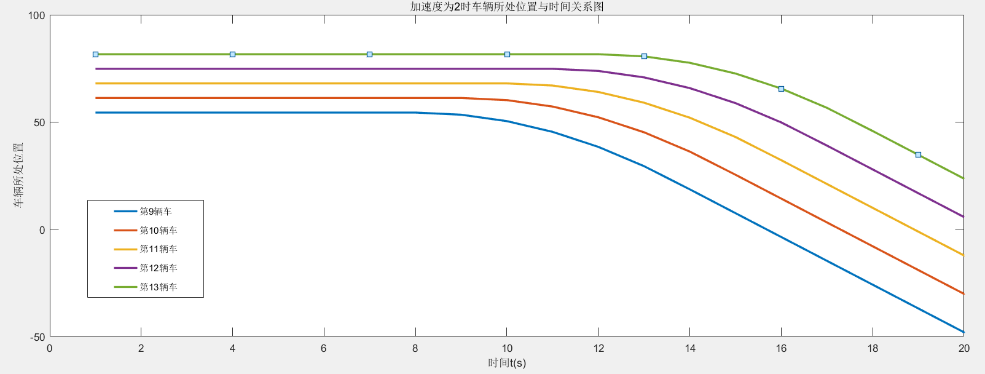 加速度为2时车辆所处位置与时间关系图
100
50
0
-50
车辆所处位置
第9辆车
第10辆车
第11辆车
第12辆车
第13辆车
0 2 4 6 8 10 12 14 16 18 20
时间t(s)